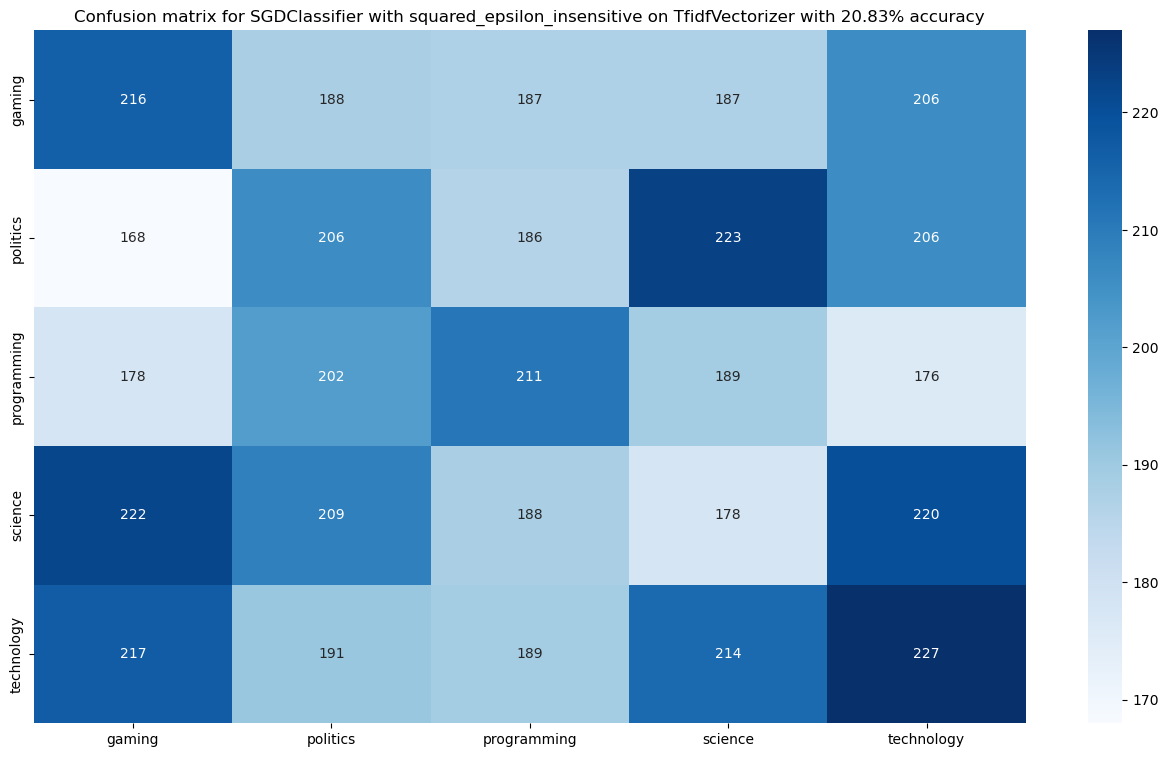 Confusion matrix for SGDClassifier with squared_epsilon_insensitive on TfidfVectorizer with 20.83% accuracy
gaming 216 188 187 187 206
politics 168 206 186 223 206
programming 178 202 211 189 176
science 222 209 188 178 220
technology 217 191 189 214 227
gaming politics programming science technology
220
210
200
190
180
170